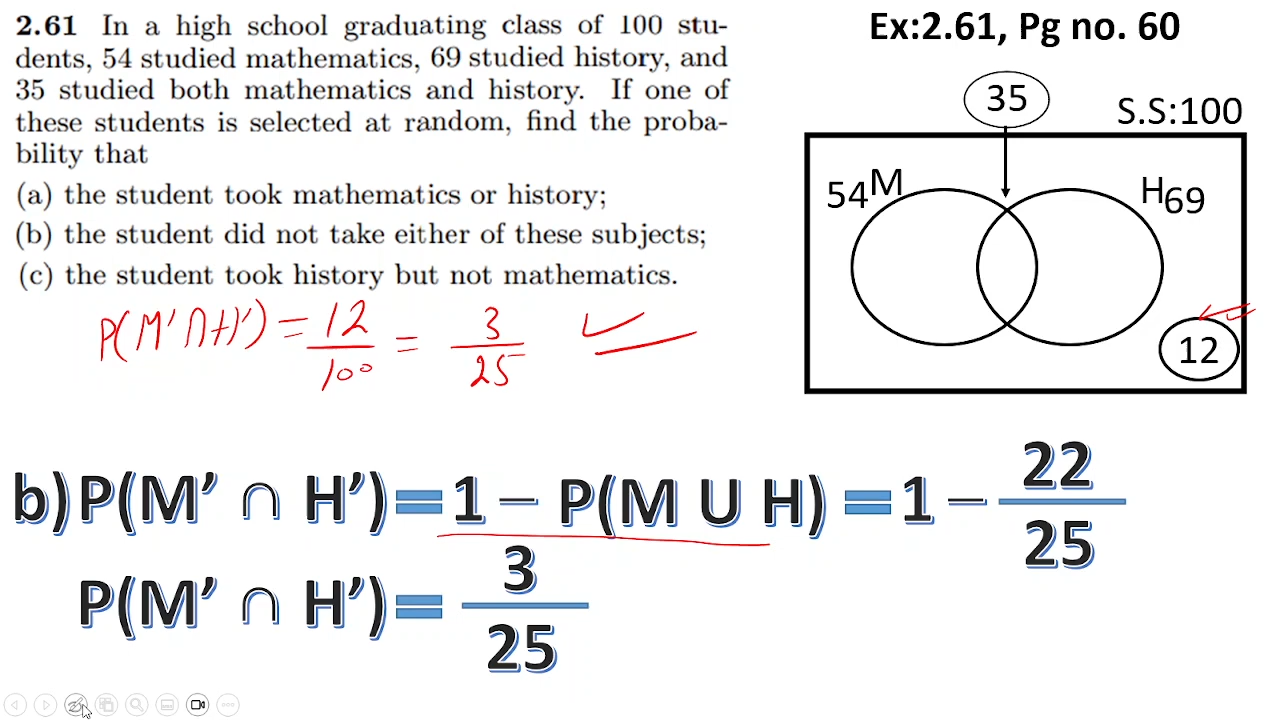 2.61 In a high school graduating class of 100 stu-
dents, 54 studied mathematics, 69 studied history, and
35 studied both mathematics and history. If one of
these students is selected at random, find the proba-
bility that
(a) the student took mathematics or history;
(b) the student did not take either of these subjects;
(c) the student took history but not mathematics.
P(M' ∩ H') = 12/100 = 3/25
Ex:2.61, Pg no. 60
35
S.S:100
54 M
H 69
12
b) P(M’ ∩ H’) = 1 – P(M U H) = 1 – 22/25
P(M’ ∩ H’) = 3/25